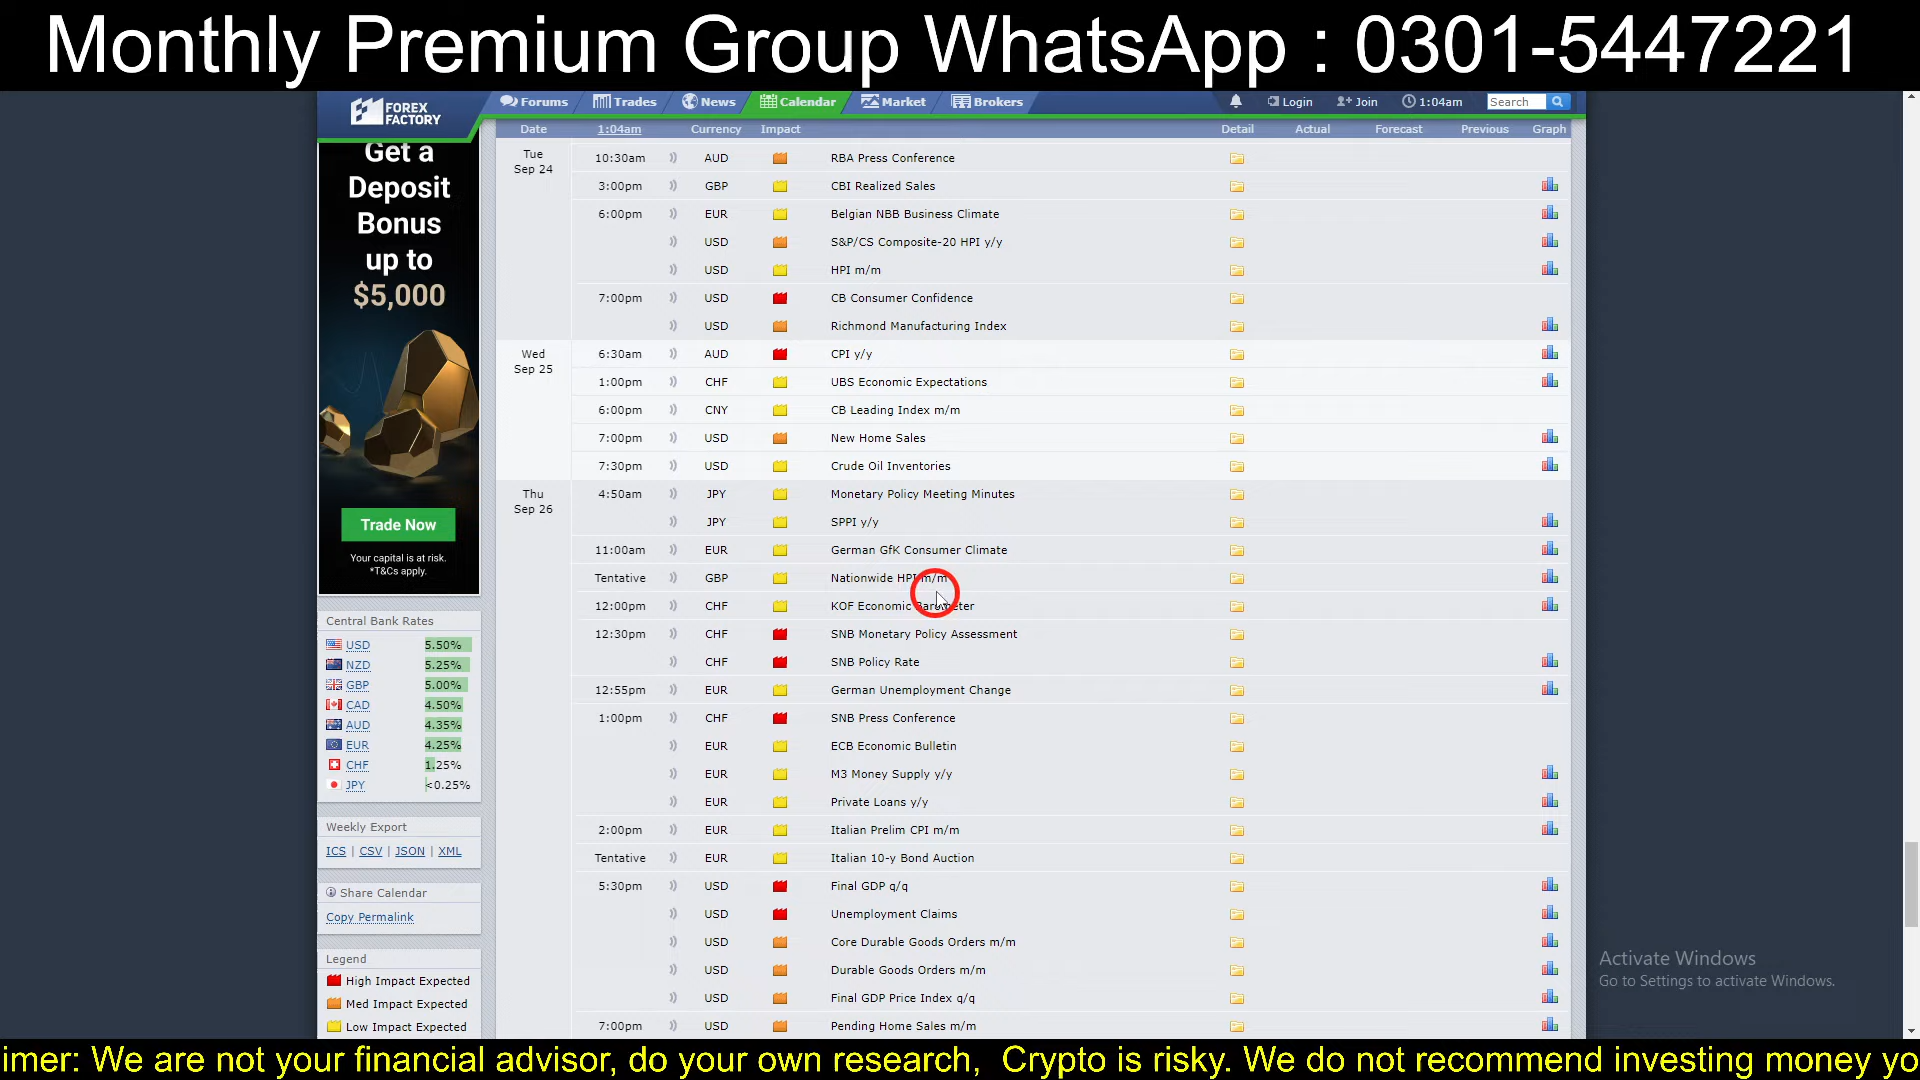 Monthly Premium Group WhatsApp : 0301-5447221
FOREX FACTORY
Forums Trades News Calendar Market Brokers Login Join 1:04am Search
Date 1:04am Currency Impact Detail Actual Forecast Previous Graph
Get a
Deposit
Bonus
up to
$5,000
Trade Now
Your capital is at risk.
*T&Cs apply.
Central Bank Rates
USD 5.50%
NZD 5.25%
GBP 5.00%
CAD 4.50%
AUD 4.35%
EUR 4.25%
CHF 1.25%
JPY <0.25%
Weekly Export
ICS | CSV | JSON | XML
Share Calendar
Copy Permalink
Legend
High Impact Expected
Med Impact Expected
Low Impact Expected
Tue Sep 24
10:30am AUD RBA Press Conference
3:00pm GBP CBI Realized Sales
6:00pm EUR Belgian NBB Business Climate
USD S&P/CS Composite-20 HPI y/y
USD HPI m/m
7:00pm USD CB Consumer Confidence
USD Richmond Manufacturing Index
Wed Sep 25
6:30am AUD CPI y/y
1:00pm CHF UBS Economic Expectations
6:00pm CNY CB Leading Index m/m
7:00pm USD New Home Sales
7:30pm USD Crude Oil Inventories
Thu Sep 26
4:50am JPY Monetary Policy Meeting Minutes
JPY SPPI y/y
11:00am EUR German GfK Consumer Climate
Tentative GBP Nationwide HPI m/m
12:00pm CHF KOF Economic Barometer
12:30pm CHF SNB Monetary Policy Assessment
CHF SNB Policy Rate
12:55pm EUR German Unemployment Change
1:00pm CHF SNB Press Conference
EUR ECB Economic Bulletin
EUR M3 Money Supply y/y
EUR Private Loans y/y
2:00pm EUR Italian Prelim CPI m/m
Tentative EUR Italian 10-y Bond Auction
5:30pm USD Final GDP q/q
USD Unemployment Claims
USD Core Durable Goods Orders m/m
USD Durable Goods Orders m/m
USD Final GDP Price Index q/q
7:00pm USD Pending Home Sales m/m
Activate Windows
Go to Settings to activate Windows.
imer: We are not your financial advisor, do your own research, Crypto is risky. We do not recommend investing money yo